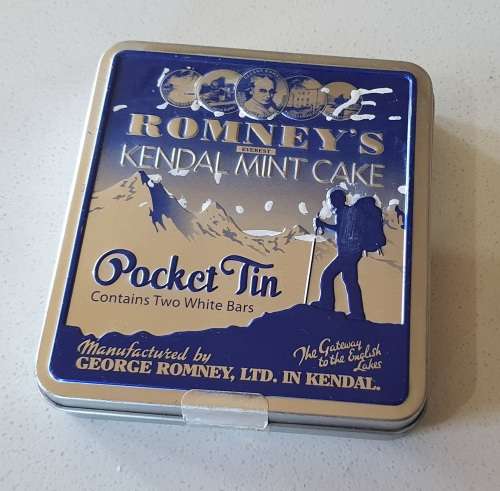 ROMNEY'S
EVEREST
KENDAL MINT CAKE
Pocket Tin
Contains Two White Bars
Manufactured by
GEORGE ROMNEY, LTD. IN KENDAL.
The Gateway
to the English
Lakes